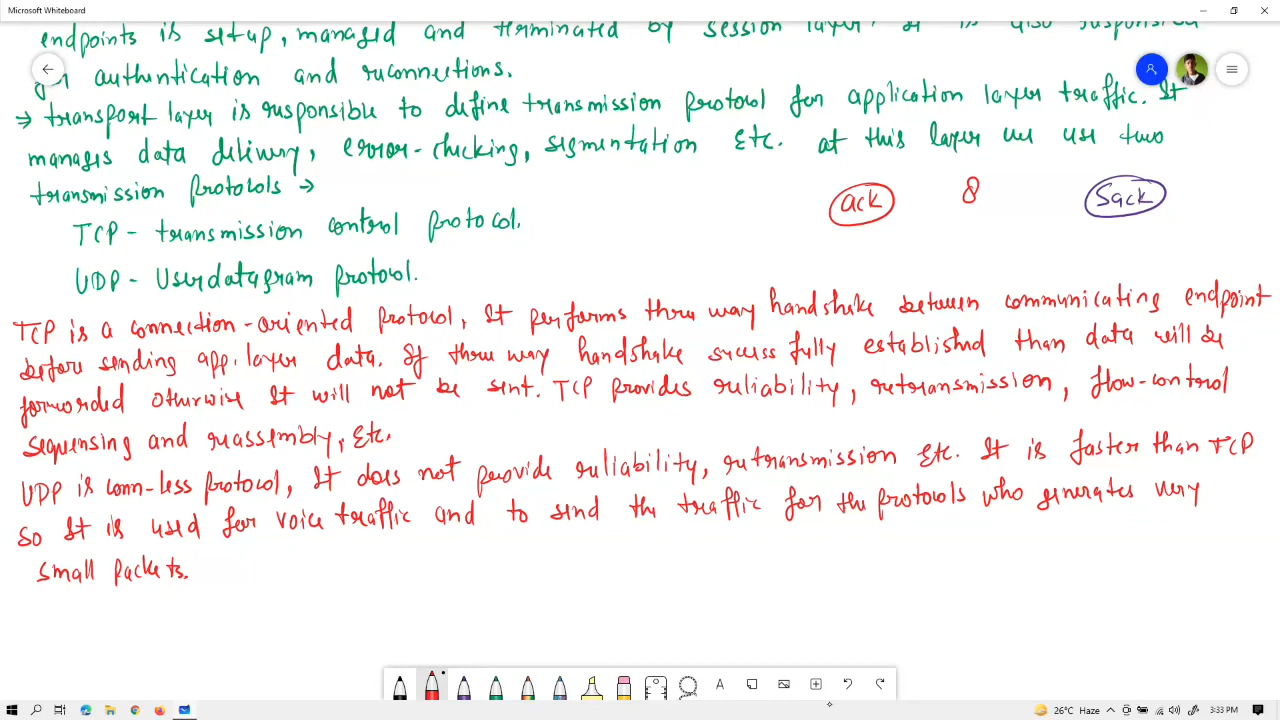 Microsoft Whiteboard
endpoints is setup, managed and terminated by session layer. It is also responsible
for authentication and reconnections.
→ transport layer is responsible to define transmission protocol for application layer traffic. It
manages data delivery, error-checking, segmentation Etc. at this layer we use two
transmission protocols →
ack 8 Sack
TCP - transmission control protocol.
UDP - User datagram protocol.
TCP is a connection-oriented protocol, It performs three way handshake between communicating endpoint
before sending app. layer data. If three way handshake sucessfully established than data will be
forworded otherwise It will not be sent. TCP provides reliability, retransmission, flow-control
sequensing and reassembly, Etc.
UDP is conn-less protocol, It does not provide reliability, retransmission Etc. It is faster than TCP
So It is used for voice traffic and to send the traffic for the protocols who generates very
small packets.
26°C Haze 3:33 PM